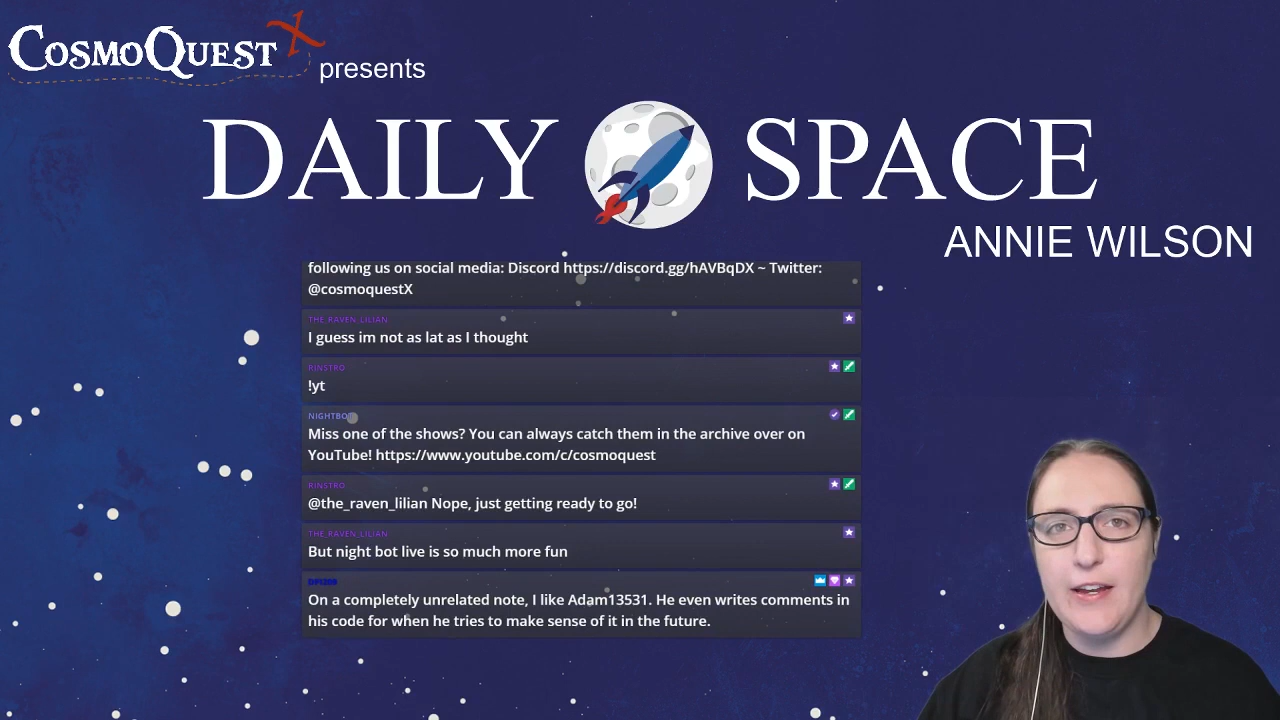 CosmoQuest X
presents
DAILY SPACE
ANNIE WILSON
following us on social media: Discord https://discord.gg/hAVBqDX ~ Twitter:
@cosmoquestX
THE_RAVEN_LILIAN
I guess im not as lat as I thought
RINSTRO
!yt
NIGHTBOT
Miss one of the shows? You can always catch them in the archive over on
YouTube! https://www.youtube.com/c/cosmoquest
RINSTRO
@the_raven_lilian Nope, just getting ready to go!
THE_RAVEN_LILIAN
But night bot live is so much more fun
On a completely unrelated note, I like Adam13531. He even writes comments in
his code for when he tries to make sense of it in the future.